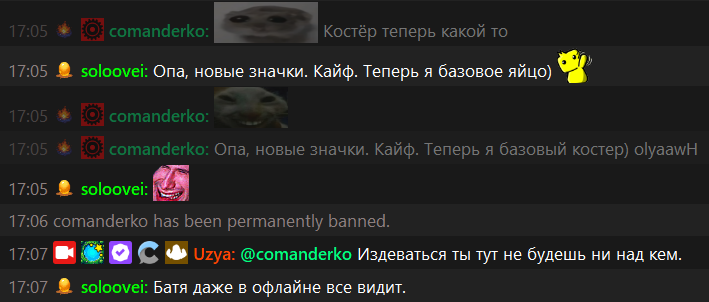 17:05 comanderko: Костёр теперь какой то
17:05 soloovei: Опа, новые значки. Кайф. Теперь я базовое яйцо)
17:05 comanderko:
17:05 comanderko: Опа, новые значки. Кайф. Теперь я базовый костер) olyaawH
17:05 soloovei:
17:06 comanderko has been permanently banned.
17:07 Uzya: @comanderko Издеваться ты тут не будешь ни над кем.
17:07 soloovei: Батя даже в офлайне все видит.